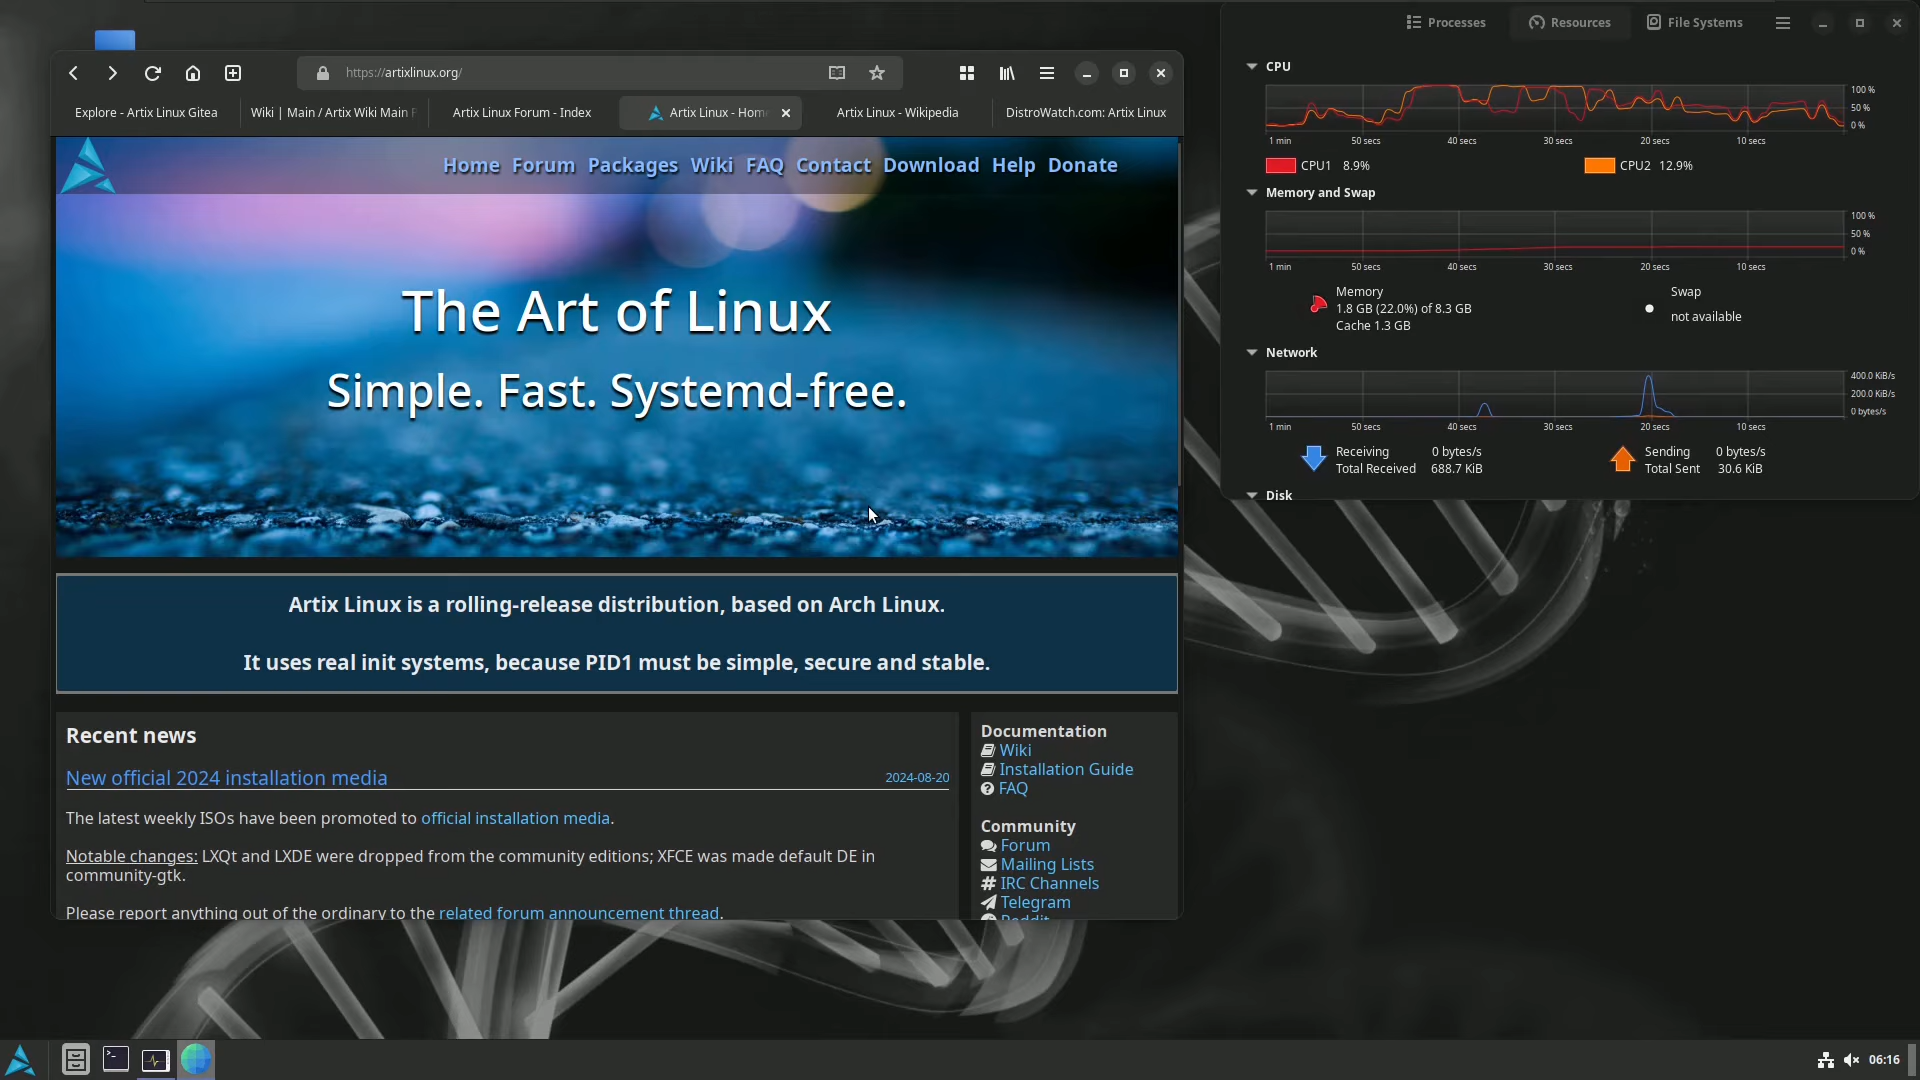 https://artixlinux.org/
Explore - Artix Linux Gitea
Wiki | Main / Artix Wiki Main
Artix Linux Forum - Index
Artix Linux - Hom
Artix Linux - Wikipedia
DistroWatch.com: Artix Linux
Home Forum Packages Wiki FAQ Contact Download Help Donate
The Art of Linux
Simple. Fast. Systemd-free.
Artix Linux is a rolling-release distribution, based on Arch Linux.
It uses real init systems, because PID1 must be simple, secure and stable.
Recent news
New official 2024 installation media 2024-08-20
The latest weekly ISOs have been promoted to official installation media.
Notable changes: LXQt and LXDE were dropped from the community editions; XFCE was made default DE in
community-gtk.
Please report anything out of the ordinary to the related forum announcement thread.
Documentation
Wiki
Installation Guide
FAQ
Community
Forum
Mailing Lists
IRC Channels
Telegram
Reddit
Processes Resources File Systems
CPU
100 %
50 %
0 %
1 min 50 secs 40 secs 30 secs 20 secs 10 secs
CPU1 8.9% CPU2 12.9%
Memory and Swap
100 %
50 %
0 %
1 min 50 secs 40 secs 30 secs 20 secs 10 secs
Memory
1.8 GB (22.0%) of 8.3 GB
Cache 1.3 GB
Swap
not available
Network
400.0 KiB/s
200.0 KiB/s
0 bytes/s
1 min 50 secs 40 secs 30 secs 20 secs 10 secs
Receiving 0 bytes/s
Total Received 688.7 KiB
Sending 0 bytes/s
Total Sent 30.6 KiB
Disk
06:16